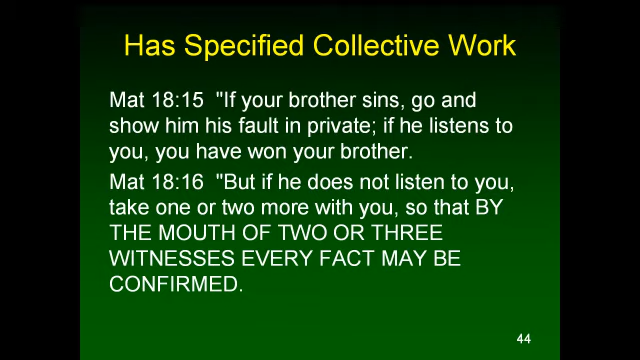 Has Specified Collective Work
Mat 18:15 "If your brother sins, go and
show him his fault in private; if he listens to
you, you have won your brother.
Mat 18:16 "But if he does not listen to you,
take one or two more with you, so that BY
THE MOUTH OF TWO OR THREE
WITNESSES EVERY FACT MAY BE
CONFIRMED.
44